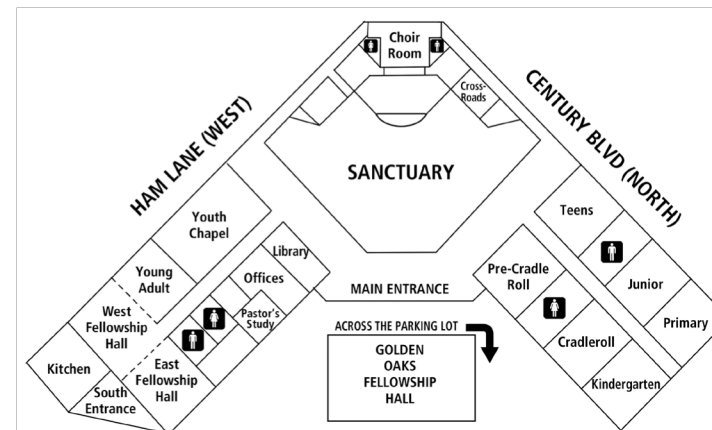 Choir
Room
Cross-
Roads
HAM LANE (WEST)
CENTURY BLVD (NORTH)
SANCTUARY
Youth
Chapel
Teens
Library
Young
Adult
Offices
Pre-Cradle
Roll
Junior
MAIN ENTRANCE
West
Fellowship
Hall
Pastor's
Study
Primary
ACROSS THE PARKING LOT
Cradleroll
GOLDEN
OAKS
FELLOWSHIP
HALL
Kitchen
East
Fellowship
Hall
South
Entrance
Kindergarten